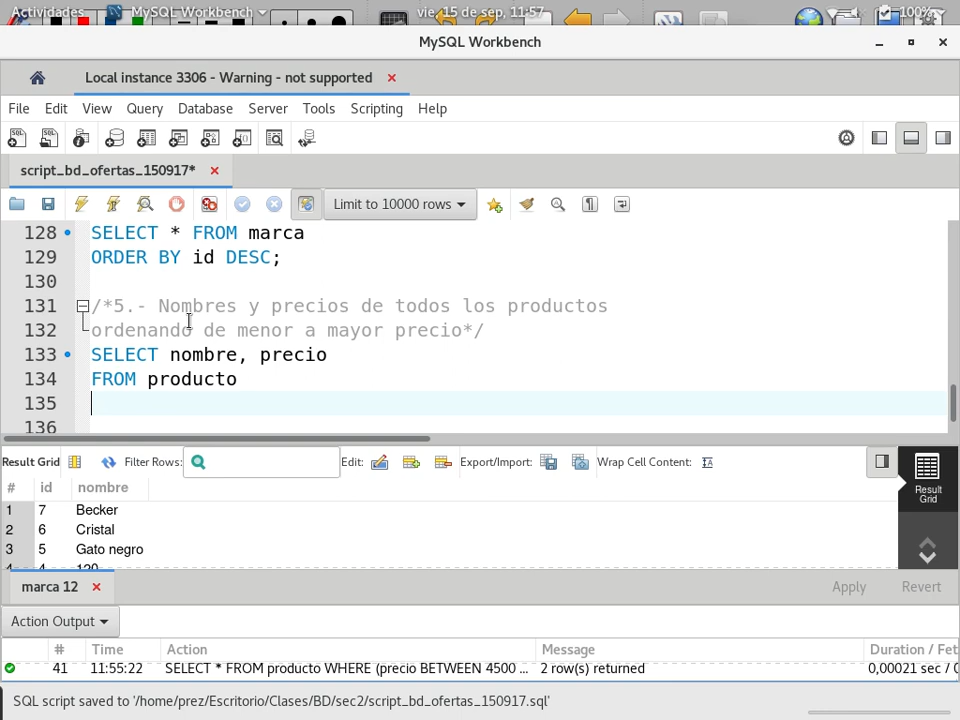 Actividades MySQL Workbench vie, 15 de sep, 11:57 100%
MySQL Workbench
Local instance 3306 - Warning - not supported
File Edit View Query Database Server Tools Scripting Help
script_bd_ofertas_150917*
Limit to 10000 rows
128 SELECT * FROM marca
129 ORDER BY id DESC;
130
131 /*5.- Nombres y precios de todos los productos
132 ordenando de menor a mayor precio*/
133 SELECT nombre, precio
134 FROM producto
135
136
Result Grid Filter Rows: Edit: Export/Import: Wrap Cell Content:
# id nombre
1 7 Becker
2 6 Cristal
3 5 Gato negro
4 4 120
Result Grid
marca 12 Apply Revert
Action Output
# Time Action Message Duration / Fet
41 11:55:22 SELECT * FROM producto WHERE (precio BETWEEN 4500 ... 2 row(s) returned 0,00021 sec / 0
SQL script saved to '/home/prez/Escritorio/Clases/BD/sec2/script_bd_ofertas_150917.sql'